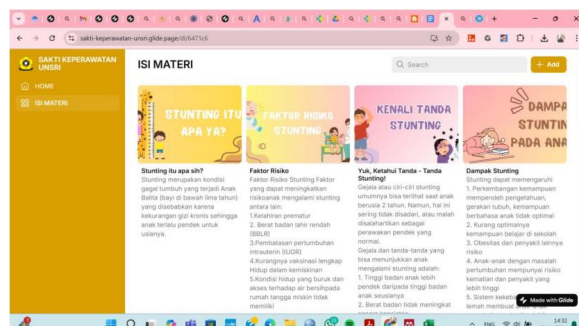 sakti-keperawatan-unsri.glide.page/dl/6471c6
SAKTI KEPERAWATAN
UNSRI
HOME
ISI MATERI
ISI MATERI
Search
+ Add
STUNTING ITU
APA YA?
Stunting itu apa sih?
Stunting merupakan kondisi
gagal tumbuh yang terjadi Anak
Balita (bayi di bawah lima tahun)
yang disebabkan karena
kekurangan gizi kronis sehingga
anak terlalu pendek untuk
usianya.
FAKTOR RISIKO
STUNTING
Faktor Risiko
Faktor Risiko Stunting Faktor
yang dapat meningkatkan
risikoanak mengalami stunting
antara lain:
1.Kelahiran prematur
2. Berat badan lahir rendah
(BBLR)
3.Pembatasan pertumbuhan
intrauterin (IUGR)
4.Kurangnya vaksinasi lengkap
Hidup dalam kemiskinan
5.Kondisi hidup yang buruk dan
akses terhadap air bersihpada
rumah tangga miskin tidak
memiliki
KENALI TANDA
STUNTING
Yuk, Ketahui Tanda - Tanda
Stunting!
Gejala atau ciri-ciri stunting
umumnya bisa terlihat saat anak
berusia 2 tahun. Namun, hal ini
sering tidak disadari, atau malah
disalahartikan sebagai
perawakan pendek yang
normal.
Gejala dan tanda-tanda yang
bisa menunjukkan anak
mengalami stunting adalah:
1. Tinggi badan anak lebih
pendek daripada tinggi badan
anak seusianya
2. Berat badan tidak meningkat
DAMPA
STUNTIN
PADA ANA
Dampak Stunting
Stunting dapat memengaruhi
1. Perkembangan kemampuan
memperoleh pengetahuan,
gerakan tubuh, kemampuan
berbahasa anak tidak optimal
2. Kurang optimalnya
kemampuan belajar di sekolah
3. Obesitas dan penyakit lainnya
risiko
4. Anak-anak dengan masalah
pertumbuhan mempunyai risiko
kematian dan penyakit yang
lebih tinggi
5. Sistem kekeba
lemah membuat
Made with Glide
ENG
14:32